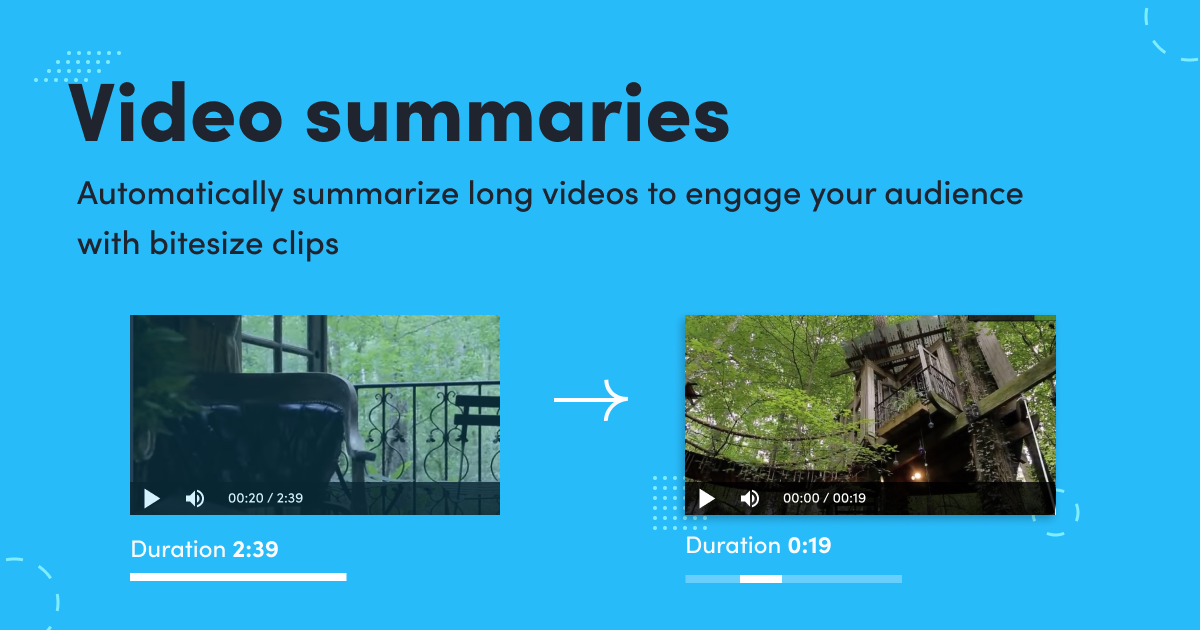 Video summaries
Automatically summarize long videos to engage your audience
with bitesize clips
00:20 / 2:39
00:00 / 00:19
Duration 2:39
Duration 0:19